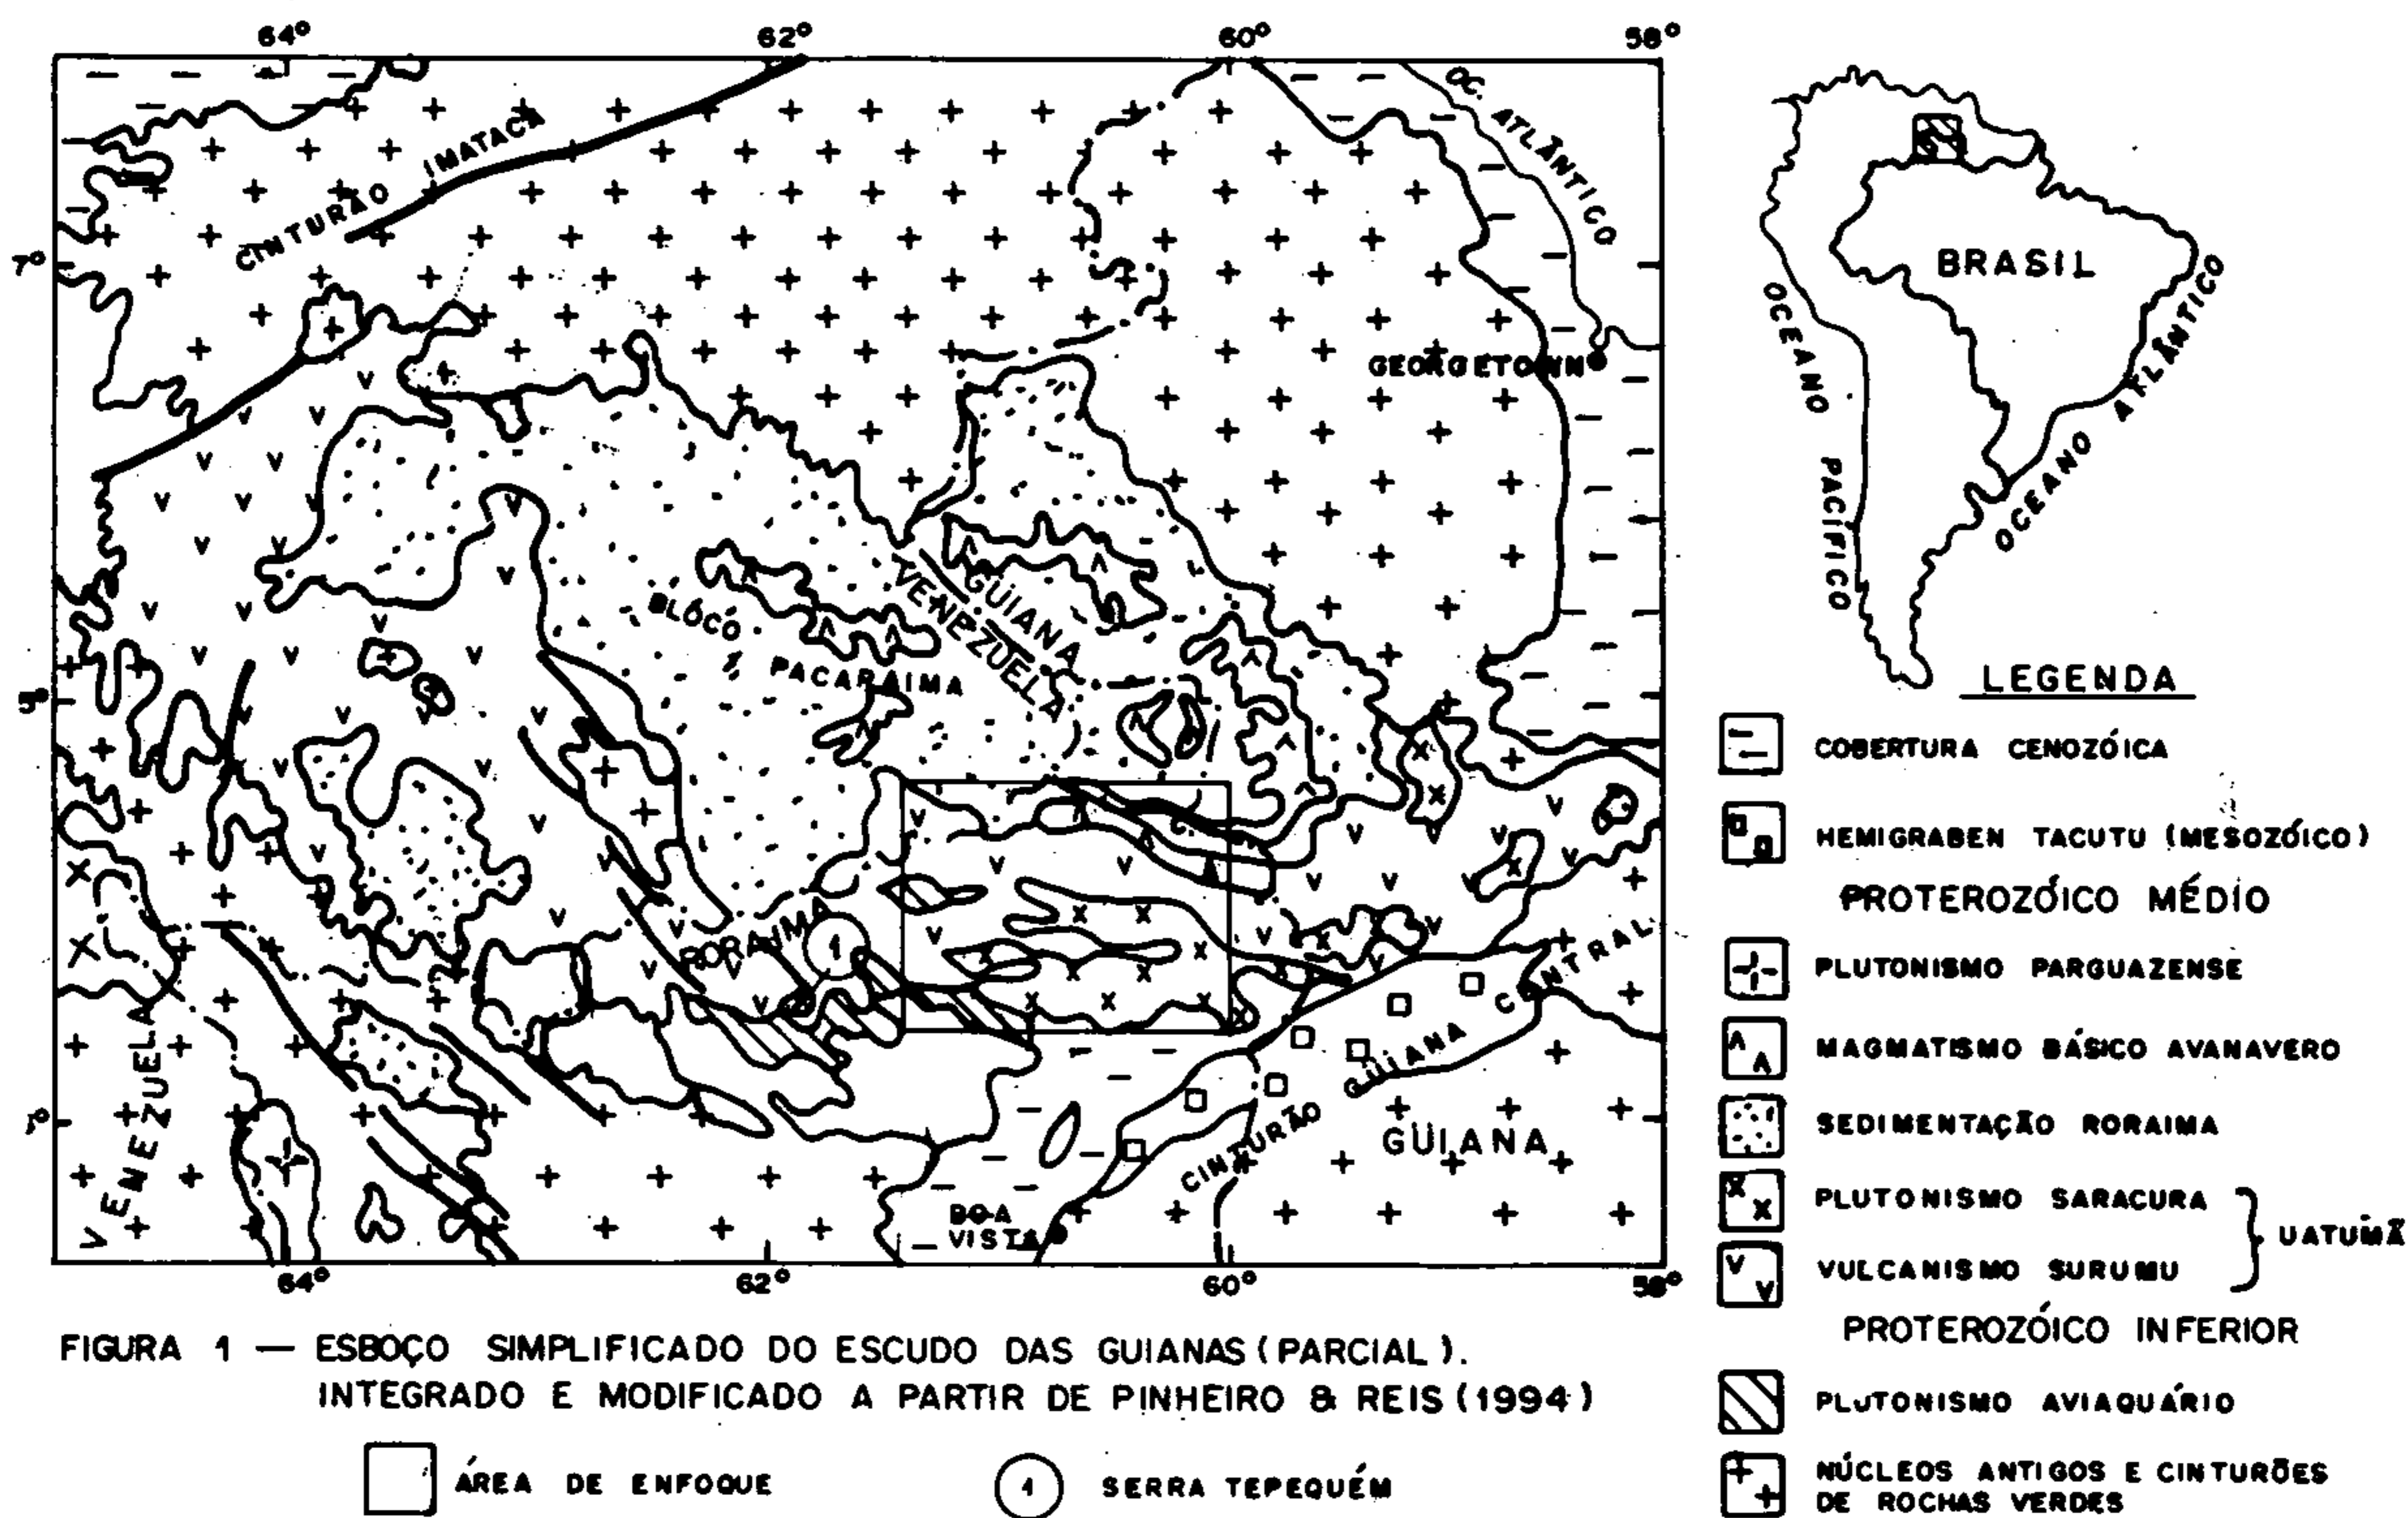 64° 62° 60° 58°
OC. ATLÂNTICO
CINTURÃO IMATACA
7°
GEORGETOWN
GUIANA
VENEZUELA
BLOCO PACARAIMA
5°
RORAIMA
1
CINTURÃO GUIANA CENTRAL
VENEZUELA
GUIANA
BOA
VISTA
64° 62° 60° 58°
BRASIL
OCEANO PACÍFICO
OCEANO ATLÂNTICO
LEGENDA
COBERTURA CENOZÓICA
HEMIGRABEN TACUTU (MESOZÓICO)
PROTEROZÓICO MÉDIO
PLUTONISMO PARGUAZENSE
MAGMATISMO BÁSICO AVANAVERO
SEDIMENTAÇÃO RORAIMA
PLUTONISMO SARACURA
UATUMÃ
VULCANISMO SURUMU
PROTEROZÓICO INFERIOR
PLUTONISMO AVIAQUÁRIO
NÚCLEOS ANTIGOS E CINTURÕES
DE ROCHAS VERDES
FIGURA 1 — ESBOÇO SIMPLIFICADO DO ESCUDO DAS GUIANAS (PARCIAL).
INTEGRADO E MODIFICADO A PARTIR DE PINHEIRO & REIS (1994)
ÁREA DE ENFOQUE
1 SERRA TEPEQUÉM